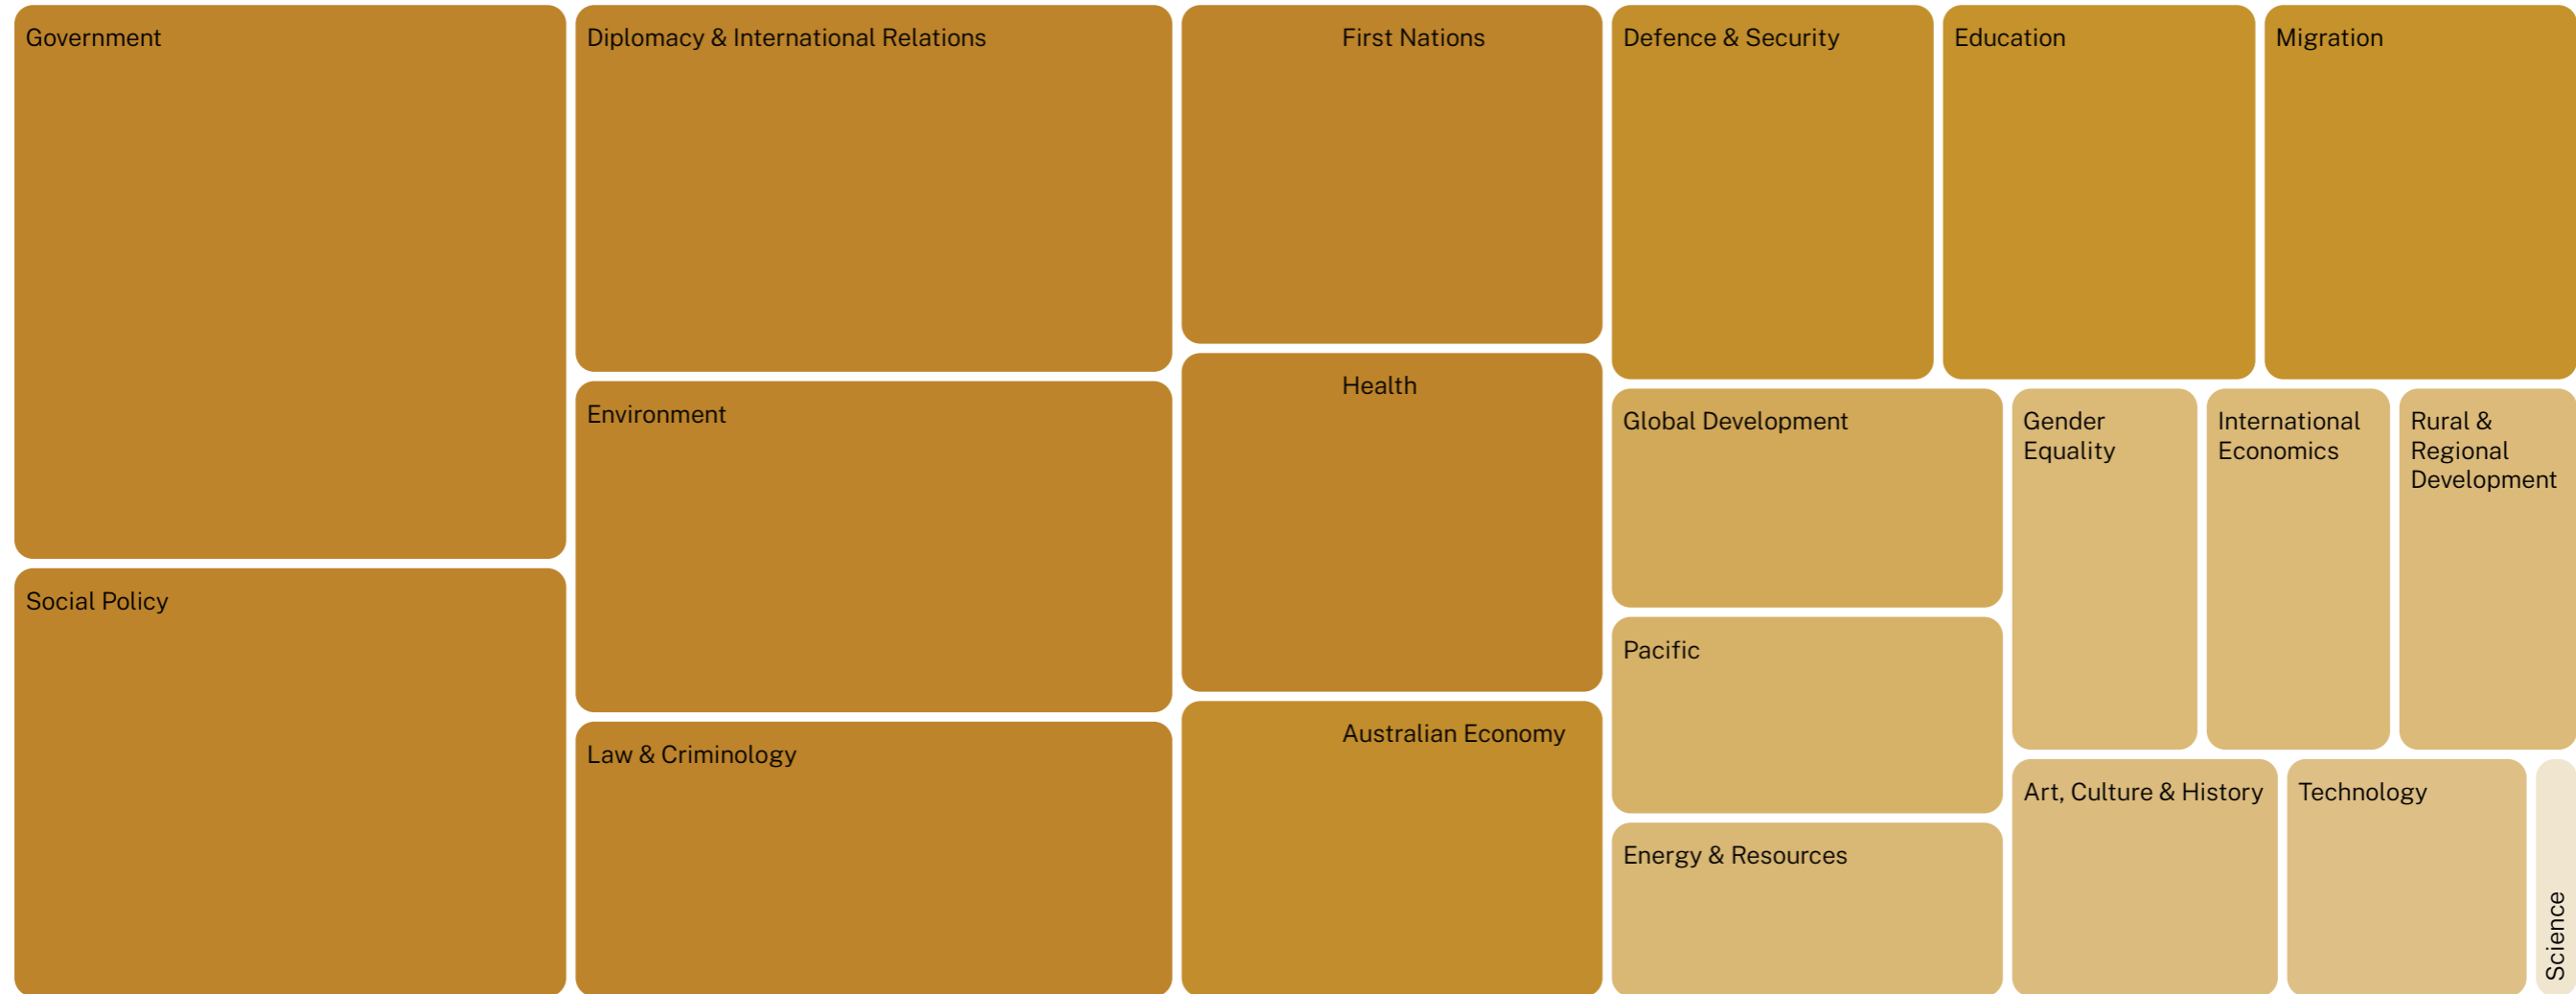 Government
Social Policy
Diplomacy & International Relations
Environment
Law & Criminology
First Nations
Health
Australian Economy
Defence & Security
Education
Migration
Global Development
Pacific
Energy & Resources
Gender
Equality
International
Economics
Rural &
Regional
Development
Art, Culture & History
Technology
Science